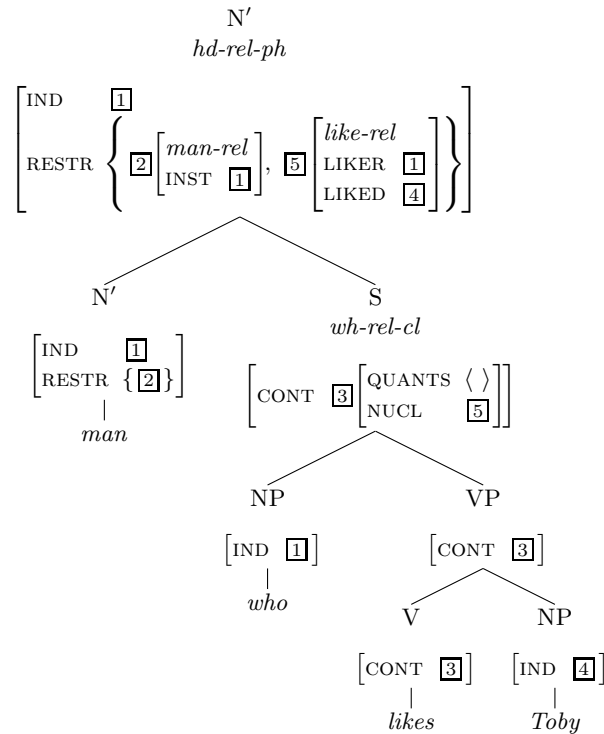 N′
hd-rel-ph
IND 1
RESTR { 2 [man-rel INST 1], 5 [like-rel LIKER 1 LIKED 4] }
N′ S
wh-rel-cl
IND 1
RESTR { 2 }
CONT 3 [QUANTS ⟨ ⟩ NUCL 5]
man
NP VP
[IND 1] [CONT 3]
who
V NP
[CONT 3] [IND 4]
likes Toby